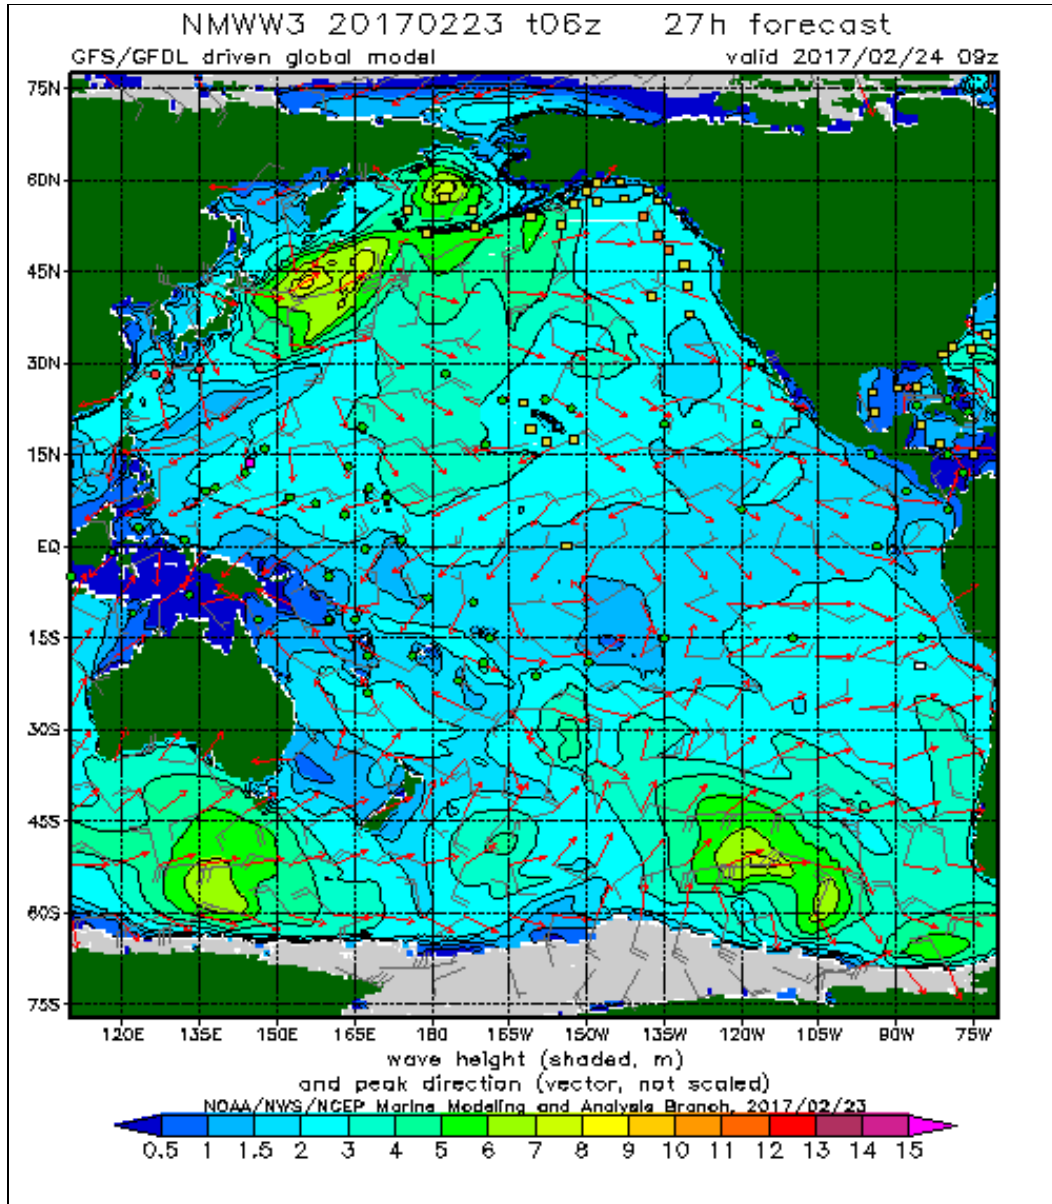 NMWW3 20170223 t06z 27h forecast
GFS/GFDL driven global model valid 2017/02/24 09z
75N
60N
45N
30N
15N
EQ
15S
30S
45S
60S
75S
120E 135E 150E 165E 180 165W 150W 135W 120W 105W 90W 75W
wave height (shaded, m)
and peak direction (vector, not scaled)
NOAA/NWS/NCEP Marine Modeling and Analysis Branch, 2017/02/23
0.5 1 1.5 2 3 4 5 6 7 8 9 10 11 12 13 14 15